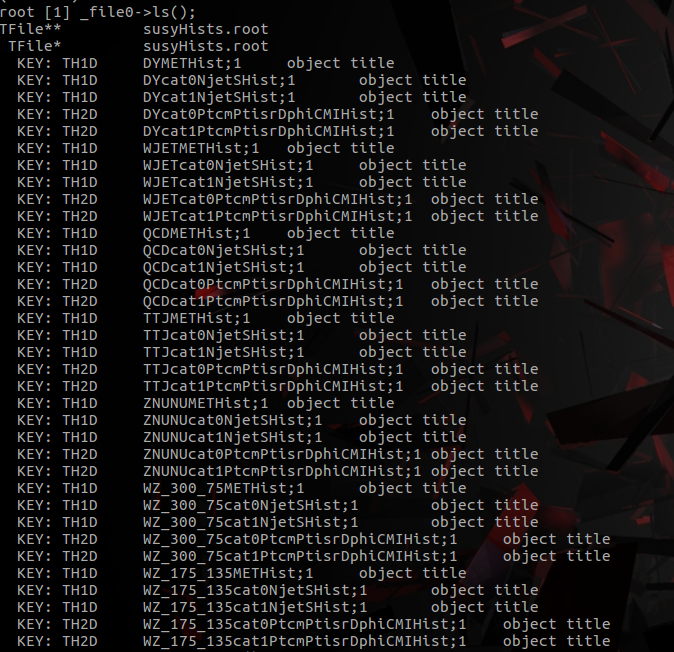 root [1] _file0->ls();
TFile** susyHists.root
TFile* susyHists.root
KEY: TH1D DYMETHist;1 object title
KEY: TH1D DYcat0NjetSHist;1 object title
KEY: TH1D DYcat1NjetSHist;1 object title
KEY: TH2D DYcat0PtcmPtisrDphiCMIHist;1 object title
KEY: TH2D DYcat1PtcmPtisrDphiCMIHist;1 object title
KEY: TH1D WJETMETHist;1 object title
KEY: TH1D WJETcat0NjetSHist;1 object title
KEY: TH1D WJETcat1NjetSHist;1 object title
KEY: TH2D WJETcat0PtcmPtisrDphiCMIHist;1 object title
KEY: TH2D WJETcat1PtcmPtisrDphiCMIHist;1 object title
KEY: TH1D QCDMETHist;1 object title
KEY: TH1D QCDcat0NjetSHist;1 object title
KEY: TH1D QCDcat1NjetSHist;1 object title
KEY: TH2D QCDcat0PtcmPtisrDphiCMIHist;1 object title
KEY: TH2D QCDcat1PtcmPtisrDphiCMIHist;1 object title
KEY: TH1D TTJMETHist;1 object title
KEY: TH1D TTJcat0NjetSHist;1 object title
KEY: TH1D TTJcat1NjetSHist;1 object title
KEY: TH2D TTJcat0PtcmPtisrDphiCMIHist;1 object title
KEY: TH2D TTJcat1PtcmPtisrDphiCMIHist;1 object title
KEY: TH1D ZNUNUMETHist;1 object title
KEY: TH1D ZNUNUcat0NjetSHist;1 object title
KEY: TH1D ZNUNUcat1NjetSHist;1 object title
KEY: TH2D ZNUNUcat0PtcmPtisrDphiCMIHist;1 object title
KEY: TH2D ZNUNUcat1PtcmPtisrDphiCMIHist;1 object title
KEY: TH1D WZ_300_75METHist;1 object title
KEY: TH1D WZ_300_75cat0NjetSHist;1 object title
KEY: TH1D WZ_300_75cat1NjetSHist;1 object title
KEY: TH2D WZ_300_75cat0PtcmPtisrDphiCMIHist;1 object title
KEY: TH2D WZ_300_75cat1PtcmPtisrDphiCMIHist;1 object title
KEY: TH1D WZ_175_135METHist;1 object title
KEY: TH1D WZ_175_135cat0NjetSHist;1 object title
KEY: TH1D WZ_175_135cat1NjetSHist;1 object title
KEY: TH2D WZ_175_135cat0PtcmPtisrDphiCMIHist;1 object title
KEY: TH2D WZ_175_135cat1PtcmPtisrDphiCMIHist;1 object title